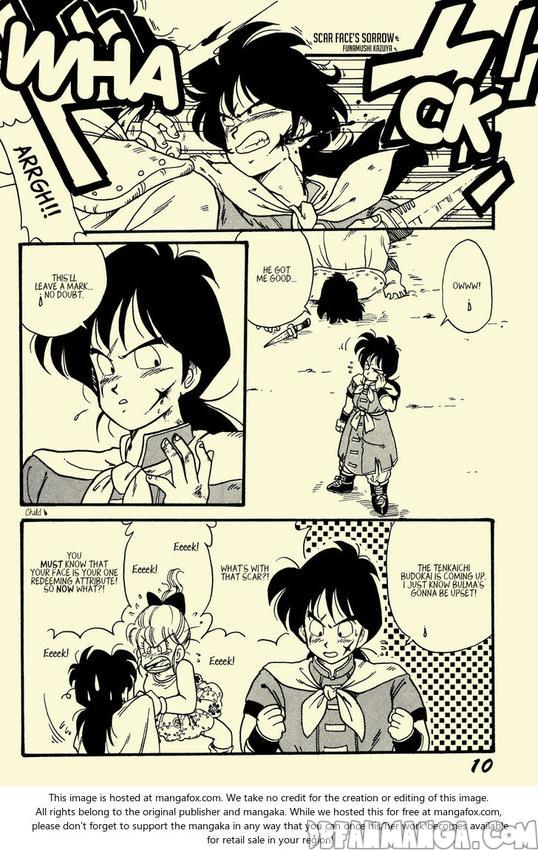 SCAR FACE'S SORROW
FUNAMUSHI KAZUYA
WHA
CK
!!
ARRGH!!
OWWW!
HE GOT
ME GOOD...
THIS'LL
LEAVE A MARK...
NO DOUBT.
Child
THE TENKAICHI
BUDOKAI IS COMING UP.
I JUST KNOW BULMA'S
GONNA BE UPSET!
WHAT'S WITH
THAT SCAR?!
Eeeek!
Eeeek!
YOU
MUST KNOW THAT
YOUR FACE IS YOUR ONE
REDEEMING ATTRIBUTE!
SO NOW WHAT?!
Eeeek!
Eeeek!
10
This image is hosted at mangafox.com. We take no credit for the creation or editing of this image.
All rights belong to the original publisher and mangaka. While we hosted this for free at mangafox.com,
please don't forget to support the mangaka in any way that you can once his/her work becomes available
for retail sale in your region!
DBFANMANGA.COM